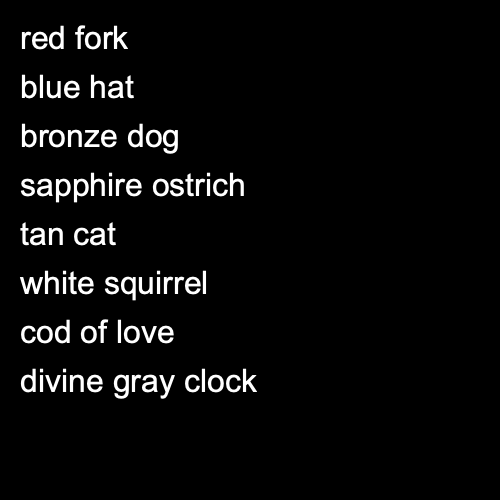 red fork
blue hat
bronze dog
sapphire ostrich
tan cat
white squirrel
cod of love
divine gray clock